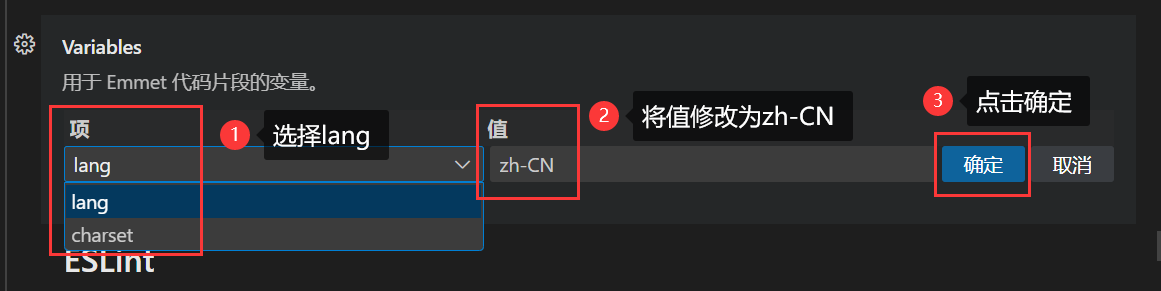 Variables
用于 Emmet 代码片段的变量。
项
值
1 选择lang
2 将值修改为zh-CN
3 点击确定
lang
zh-CN
确定
取消
lang
charset
ESLint